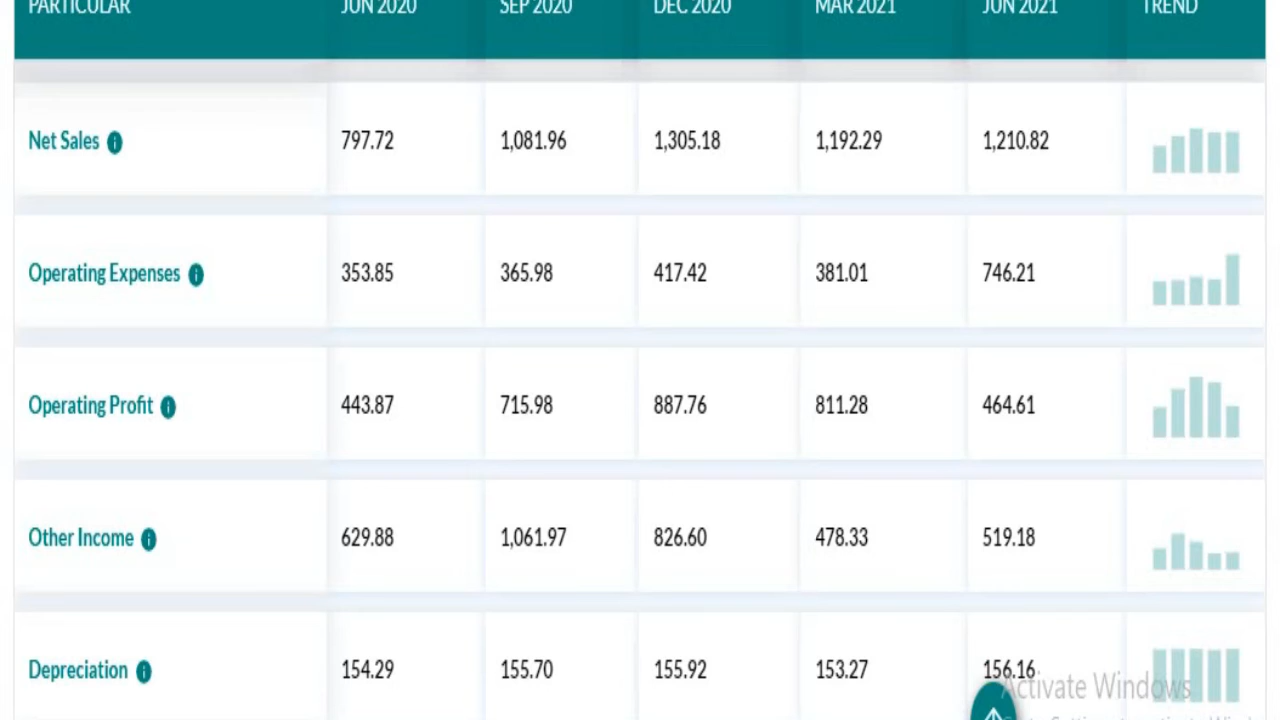 PARTICULAR JUN 2020 SEP 2020 DEC 2020 MAR 2021 JUN 2021 TREND
Net Sales 797.72 1,081.96 1,305.18 1,192.29 1,210.82
Operating Expenses 353.85 365.98 417.42 381.01 746.21
Operating Profit 443.87 715.98 887.76 811.28 464.61
Other Income 629.88 1,061.97 826.60 478.33 519.18
Depreciation 154.29 155.70 155.92 153.27 156.16
Activate Windows